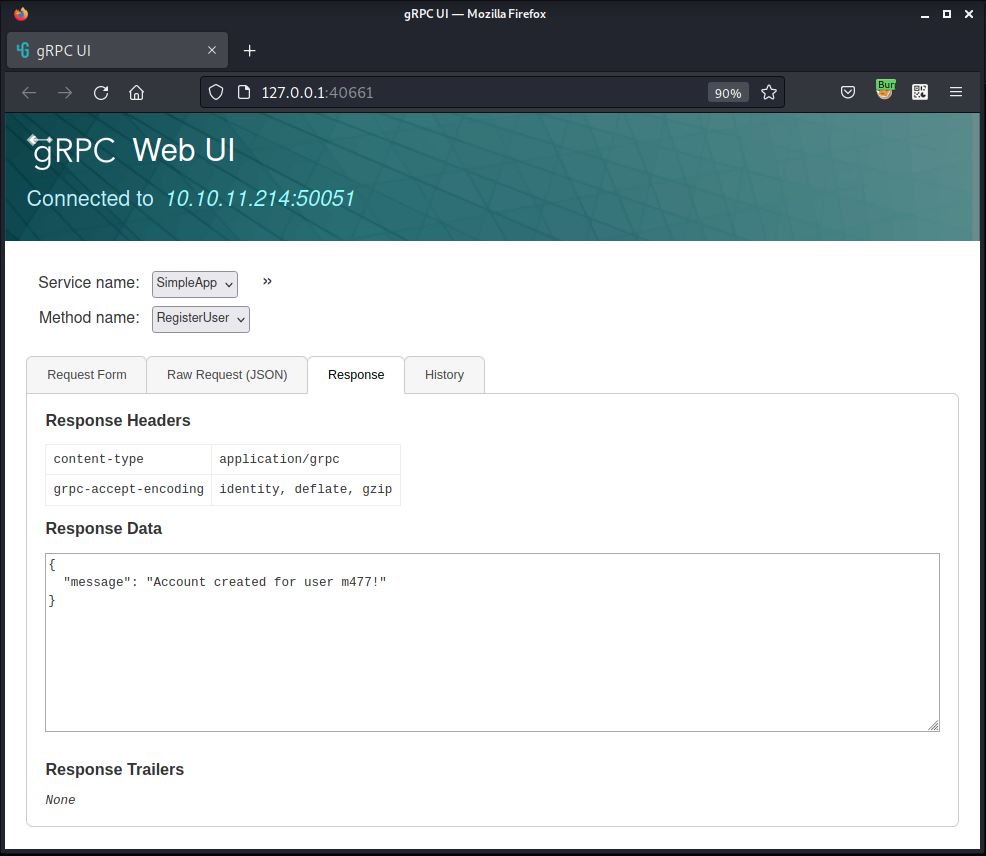 gRPC UI — Mozilla Firefox
gRPC UI
127.0.0.1:40661
90%
Bur
gRPC Web UI
Connected to 10.10.11.214:50051
Service name: SimpleApp »
Method name: RegisterUser
Request Form Raw Request (JSON) Response History
Response Headers
content-type application/grpc
grpc-accept-encoding identity, deflate, gzip
Response Data
{
"message": "Account created for user m477!"
}
Response Trailers
None